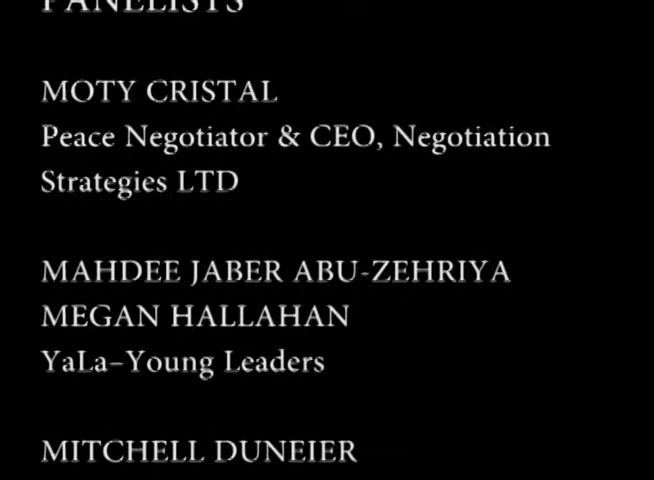 PANELISTS
MOTY CRISTAL
Peace Negotiator & CEO, Negotiation
Strategies LTD
MAHDEE JABER ABU-ZEHRIYA
MEGAN HALLAHAN
YaLa–Young Leaders
MITCHELL DUNEIER